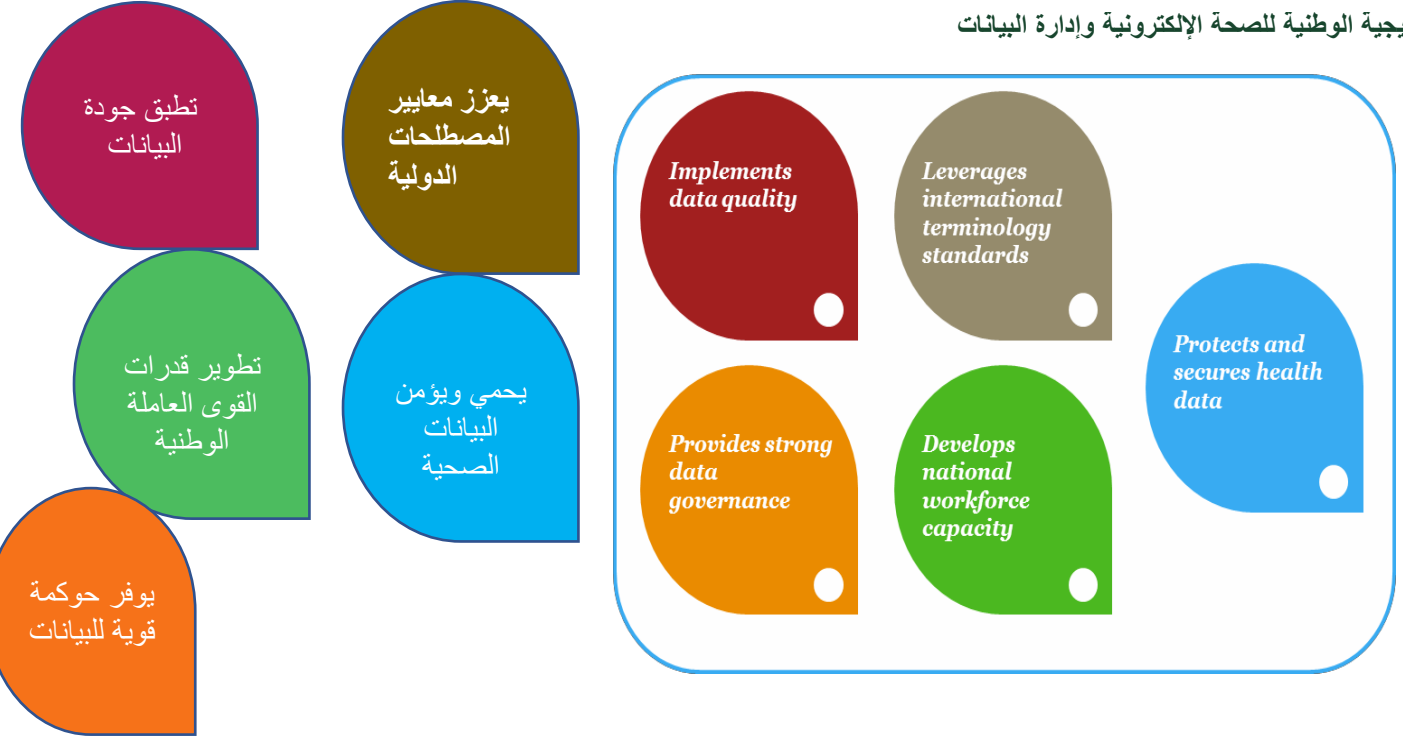 الوطنية للصحة الإلكترونية وإدارة البيانات
يعزز معايير
المصطلحات
الدولية
تطبق جودة
البيانات
يحمي ويؤمن
البيانات
الصحية
تطوير قدرات
القوى العاملة
الوطنية
يوفر حوكمة
قوية للبيانات
Implements
data quality
Leverages
international
terminology
standards
Protects and
secures health
data
Provides strong
data
governance
Develops
national
workforce
capacity